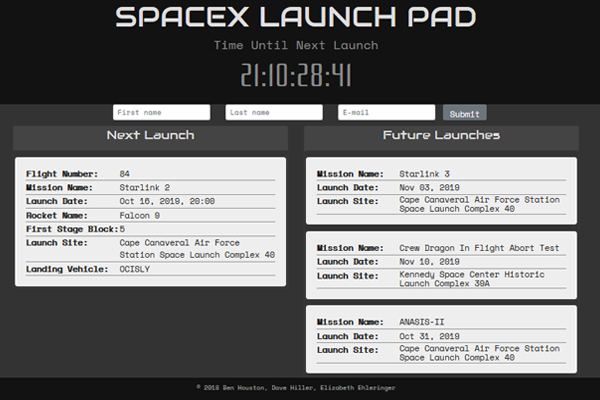 SPACEX LAUNCH PAD
Time Until Next Launch
21:10:28:41
First name Last name E-mail Submit
Next Launch
Flight Number: 84
Mission Name: Starlink 2
Launch Date: Oct 16, 2019, 20:00
Rocket Name: Falcon 9
First Stage Block:5
Launch Site: Cape Canaveral Air Force
Station Space Launch Complex 40
Landing Vehicle: OCISLY
Future Launches
Mission Name: Starlink 3
Launch Date: Nov 03, 2019
Launch Site: Cape Canaveral Air Force Station
Space Launch Complex 40
Mission Name: Crew Dragon In Flight Abort Test
Launch Date: Nov 10, 2019
Launch Site: Kennedy Space Center Historic
Launch Complex 39A
Mission Name: ANASIS-II
Launch Date: Oct 31, 2019
Launch Site: Cape Canaveral Air Force Station
Space Launch Complex 40
© 2018 Ben Houston, Dave Hiller, Elizabeth Ehleringer